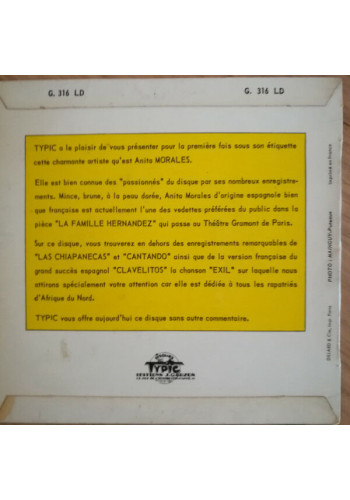 G. 316 LD
G. 316 LD
TYPIC a le plaisir de vous présenter pour la première fois sous son étiquette
cette charmante artiste qu'est Anita MORALES.
Elle est bien connue des "passionnés" du disque par ses nombreux enregistre-
ments. Mince, brune, à la peau durée, Anita Morales d'origine espagnole bien
que française est actuellement l'une des vedettes préférées du public dans la
pièce "LA FAMILLE HERNANDEZ" qui passe au Théâtre Gramont de Paris.
Sur ce disque, vous trouverez en dehors des enregistrements remarquables de
"LAS CHIAPANECAS" et "CANTANDO" ainsi que de la version française du
grand succès espagnol "CLAVELITOS" la chanson "EXIL" sur laquelle nous
attirons spécialement votre attention car elle est dédiée à tous les rapatriés
d'Afrique du Nord.
TYPIC vous offre aujourd'hui ce disque sans autre commentaire.
TYPIC
Imprimé en France
PHOTO :